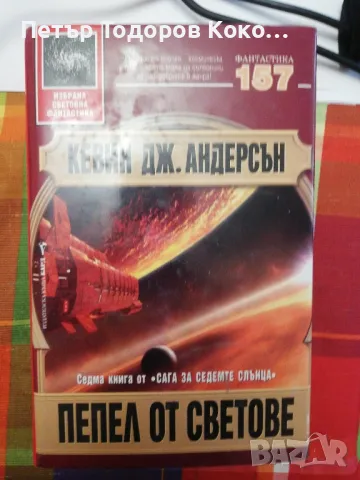 Петър Тодоров Коко...
ИЗБРАНА
СВЕТОВНА
ФАНТАСТИКА
ФАНТАСТИКА
157
КЕВИН ДЖ. АНДЕРСЪН
Седма книга от «САГА ЗА СЕДЕМТЕ СЛЪНЦА»
ПЕПЕЛ ОТ СВЕТОВЕ
BAZAR